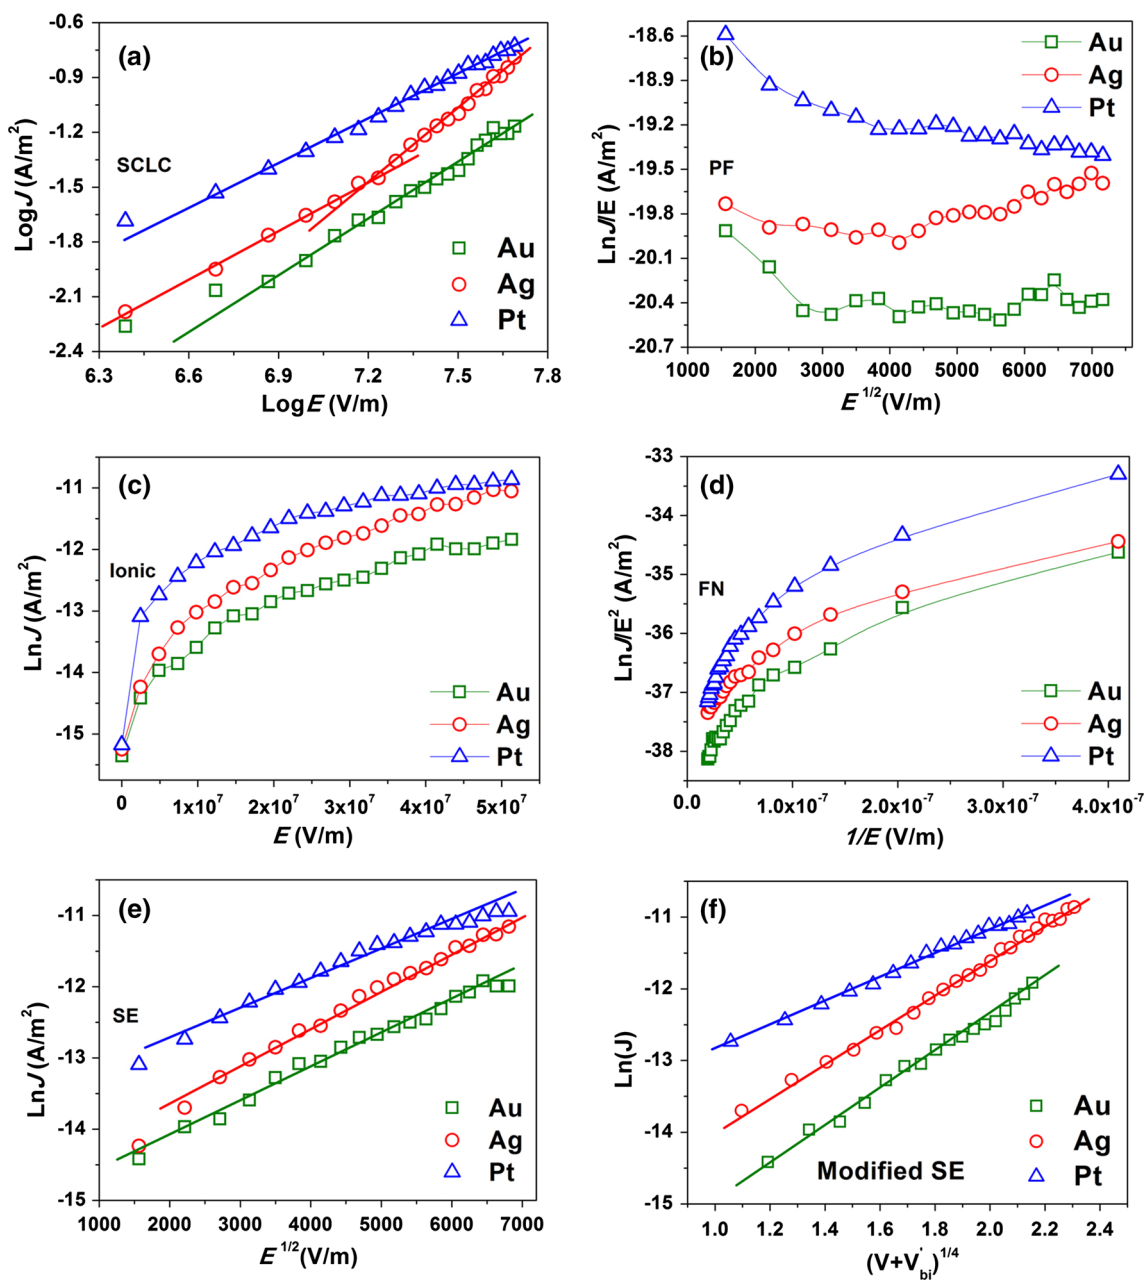 (a)
SCLC
Au
Ag
Pt
-0.6
-0.9
-1.2
-1.5
-1.8
-2.1
-2.4
6.3 6.6 6.9 7.2 7.5 7.8
LogJ (A/m²)
LogE (V/m)
(b)
PF
Au
Ag
Pt
-18.6
-18.9
-19.2
-19.5
-19.8
-20.1
-20.4
-20.7
1000 2000 3000 4000 5000 6000 7000
LnJ/E (A/m²)
E^1/2(V/m)
(c)
Ionic
Au
Ag
Pt
-11
-12
-13
-14
-15
0 1x10⁷ 2x10⁷ 3x10⁷ 4x10⁷ 5x10⁷
LnJ (A/m²)
E (V/m)
(d)
FN
Au
Ag
Pt
-33
-34
-35
-36
-37
-38
0.0 1.0x10⁻⁷ 2.0x10⁻⁷ 3.0x10⁻⁷ 4.0x10⁻⁷
LnJ/E² (A/m²)
1/E (V/m)
(e)
SE
Au
Ag
Pt
-11
-12
-13
-14
-15
1000 2000 3000 4000 5000 6000 7000
LnJ (A/m²)
E^1/2(V/m)
(f)
Au
Ag
Pt
Modified SE
-11
-12
-13
-14
-15
1.0 1.2 1.4 1.6 1.8 2.0 2.2 2.4
Ln(J)
(V+V'bi)^1/4